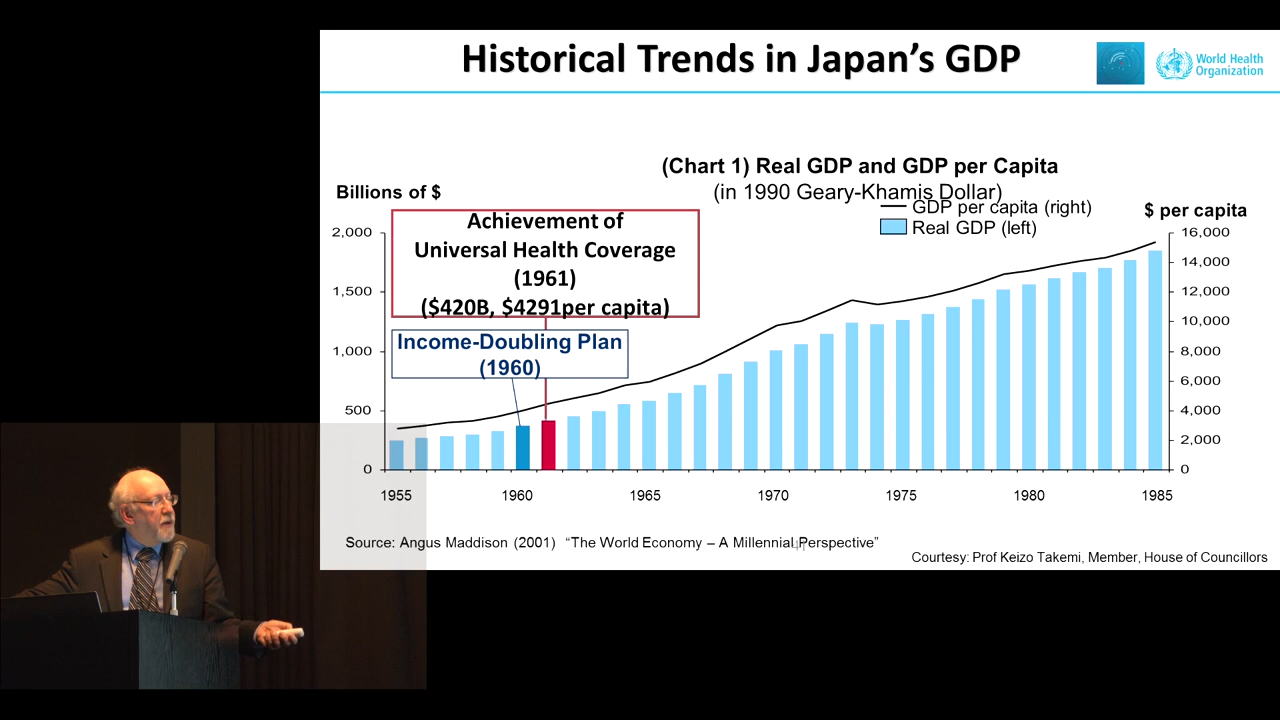 Historical Trends in Japan's GDP
World Health
Organization
(Chart 1) Real GDP and GDP per Capita
(in 1990 Geary-Khamis Dollar)
Billions of $
GDP per capita (right)
Real GDP (left)
$ per capita
Achievement of
Universal Health Coverage
(1961)
($420B, $4291per capita)
Income-Doubling Plan
(1960)
2,000
1,500
1,000
500
0
16,000
14,000
12,000
10,000
8,000
6,000
4,000
2,000
0
1955 1960 1965 1970 1975 1980 1985
Source: Angus Maddison (2001) “The World Economy – A Millennial Perspective”
Courtesy: Prof Keizo Takemi, Member, House of Councillors